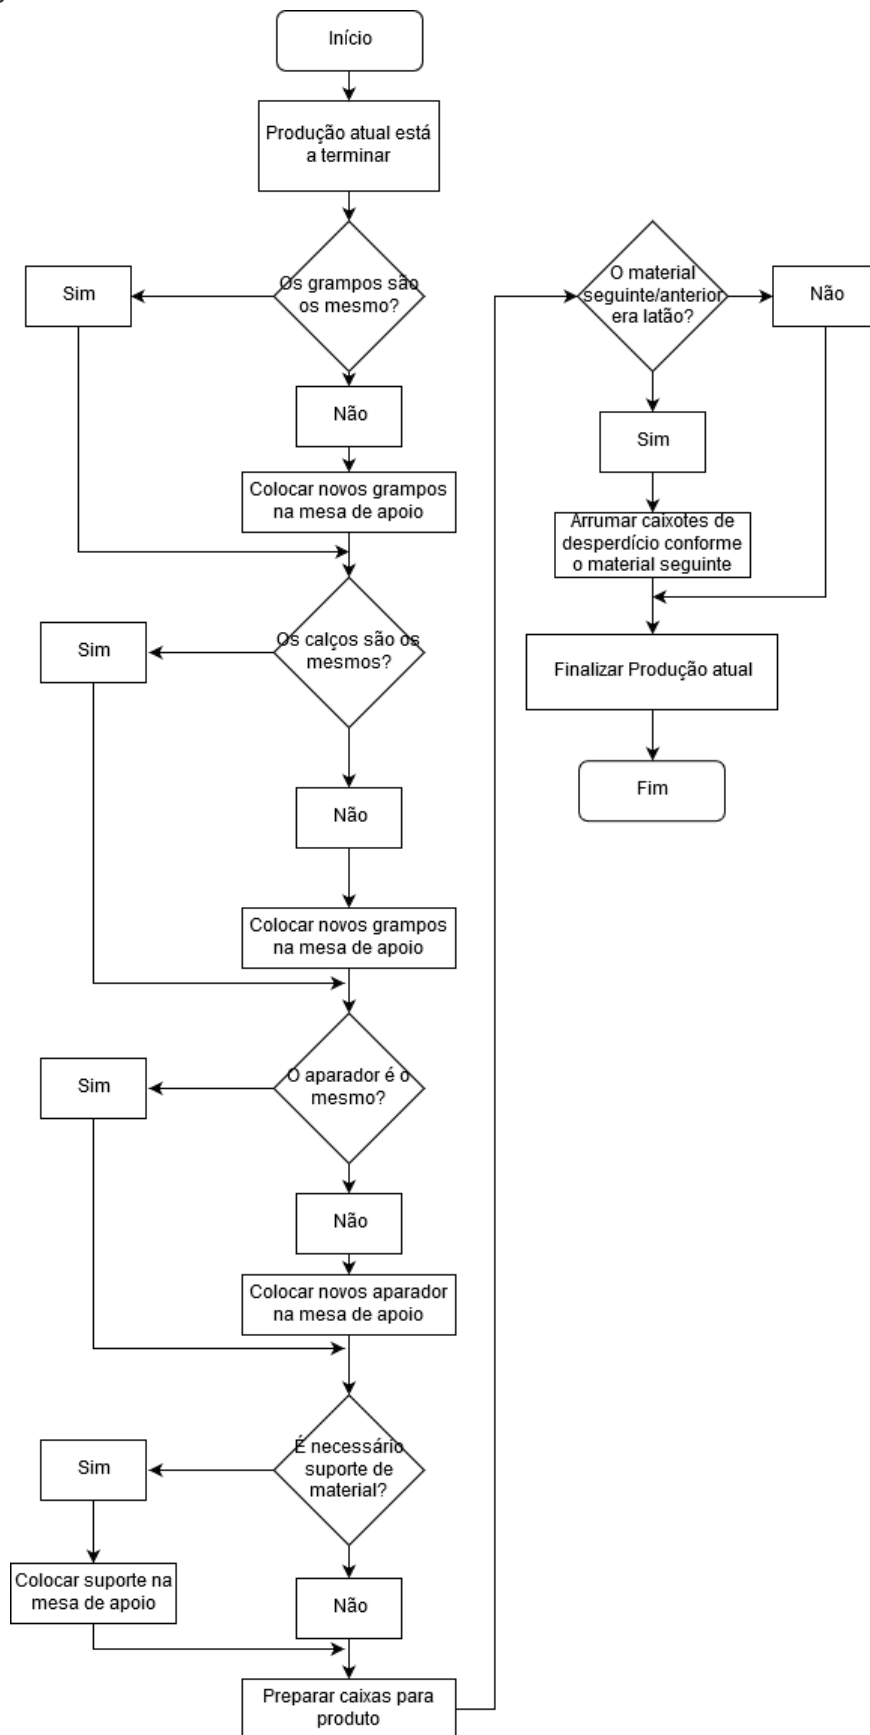 Início
Produção atual está
a terminar
Os grampos são
os mesmo?
Sim
Não
Colocar novos grampos
na mesa de apoio
Os calços são os
mesmos?
Sim
Não
Colocar novos grampos
na mesa de apoio
O aparador é o
mesmo?
Sim
Não
Colocar novos aparador
na mesa de apoio
É necessário
suporte de
material?
Sim
Colocar suporte na
mesa de apoio
Não
Preparar caixas para
produto
O material
seguinte/anterior
era latão?
Não
Sim
Arrumar caixotes de
desperdício conforme
o material seguinte
Finalizar Produção atual
Fim